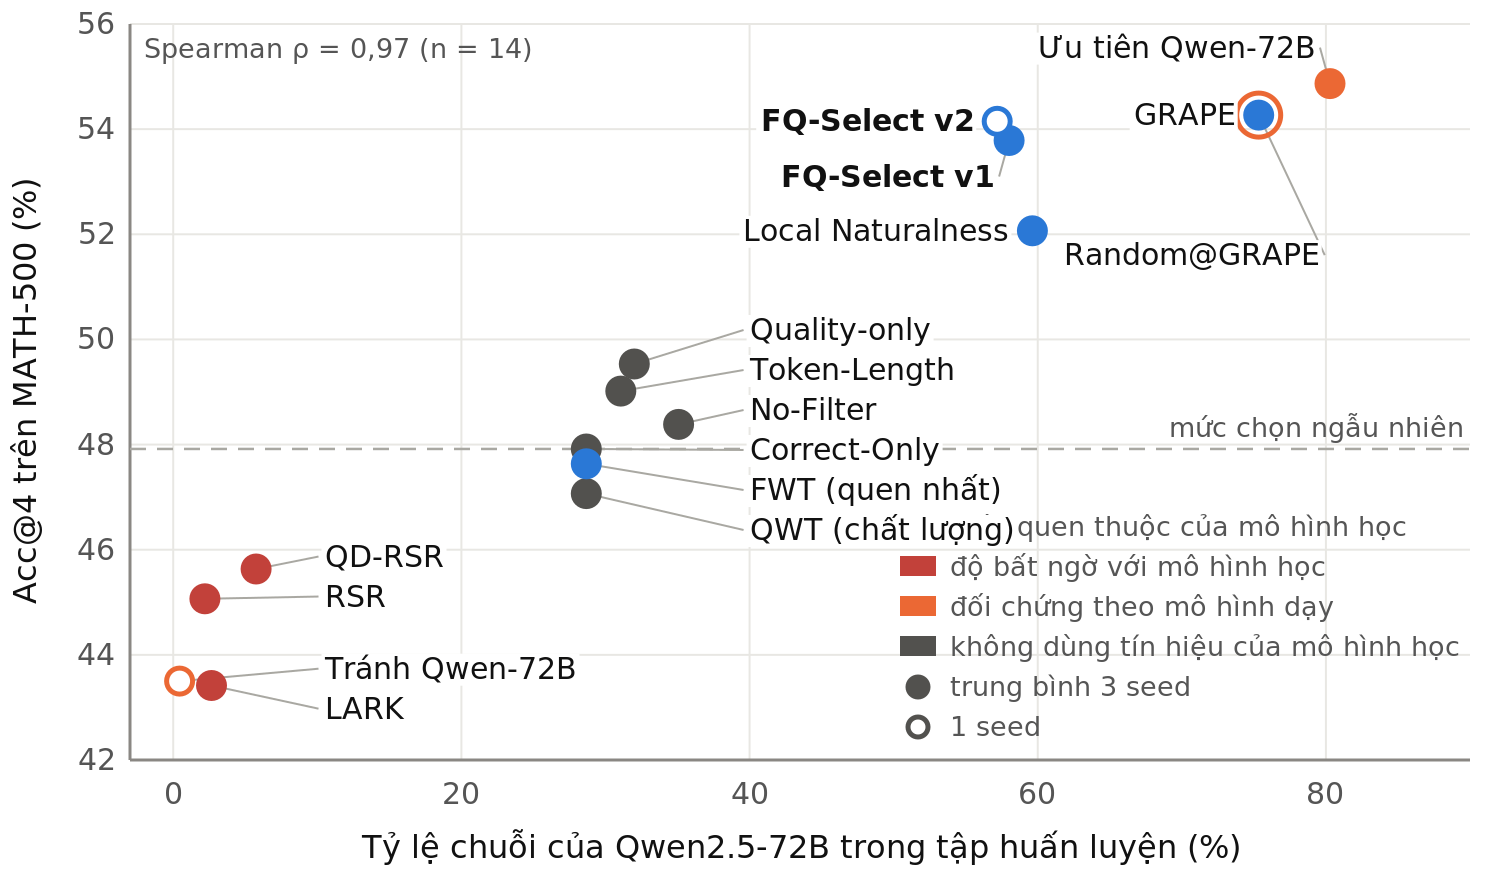 56
54
52
50
48
46
44
42
Acc@4 trên MATH-500 (%)
Spearman ρ = 0,97 (n = 14)
Ưu tiên Qwen-72B
GRAPE
FQ-Select v2
FQ-Select v1
Local Naturalness
Random@GRAPE
Quality-only
Token-Length
No-Filter
mức chọn ngẫu nhiên
Correct-Only
FWT (quen nhất)
QWT (chất lượng)
quen thuộc của mô hình học
QD-RSR
độ bất ngờ với mô hình học
RSR
đối chứng theo mô hình dạy
không dùng tín hiệu của mô hình học
Tránh Qwen-72B
trung bình 3 seed
LARK
1 seed
0 20 40 60 80
Tỷ lệ chuỗi của Qwen2.5-72B trong tập huấn luyện (%)